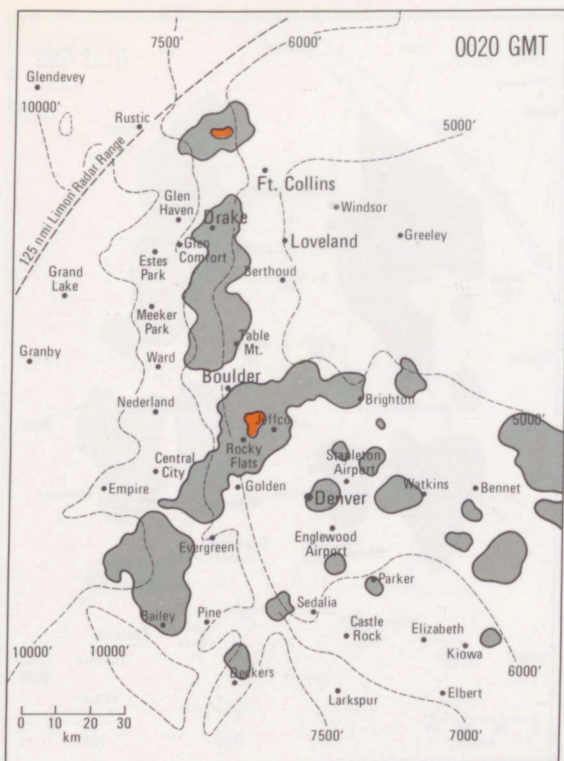 7500'
6000'
0020 GMT
Glendevey
10000'
Rustic
5000'
125 nmi Limon Radar Range
Ft. Collins
Glen
Haven
Windsor
Drake
Glen
Comfort
Loveland
Greeley
Estes
Park
Grand
Lake
Berthoud
Meeker
Park
Table
Mt.
Granby
Ward
Boulder
Nederland
Brighton
5000'
Jeffco
Rocky
Flats
Central
City
Stapleton
Airport
Empire
Golden
Denver
Watkins
Bennet
Evergreen
Englewood
Airport
Parker
Bailey
Pine
Sedalia
Castle
Rock
Elizabeth
Kiowa
10000'
10000'
6000'
Deckers
Larkspur
Elbert
0 10 20 30
km
7500'
7000'